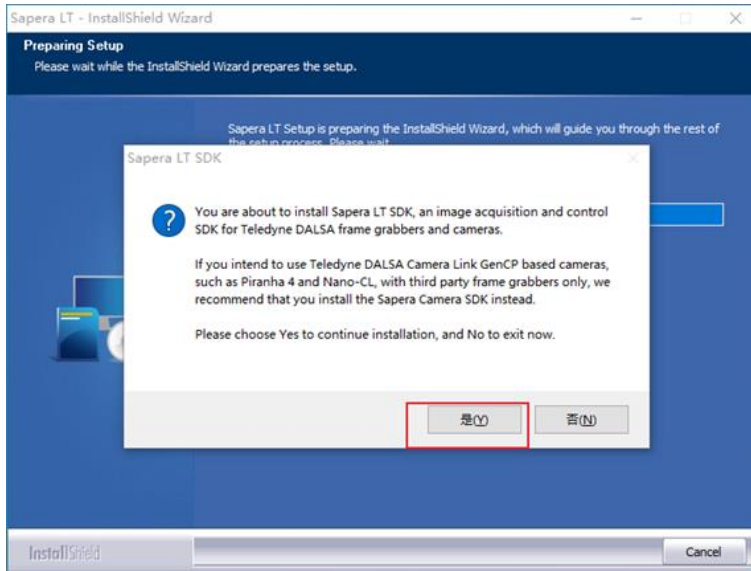 Sapera LT - InstallShield Wizard
Preparing Setup
Please wait while the InstallShield Wizard prepares the setup.
Sapera LT Setup is preparing the InstallShield Wizard, which will guide you through the rest of
the setup process. Please wait.
Sapera LT SDK
You are about to install Sapera LT SDK, an image acquisition and control
SDK for Teledyne DALSA frame grabbers and cameras.
If you intend to use Teledyne DALSA Camera Link GenCP based cameras,
such as Piranha 4 and Nano-CL, with third party frame grabbers only, we
recommend that you install the Sapera Camera SDK instead.
Please choose Yes to continue installation, and No to exit now.
是(Y) 否(N)
InstallShield
Cancel